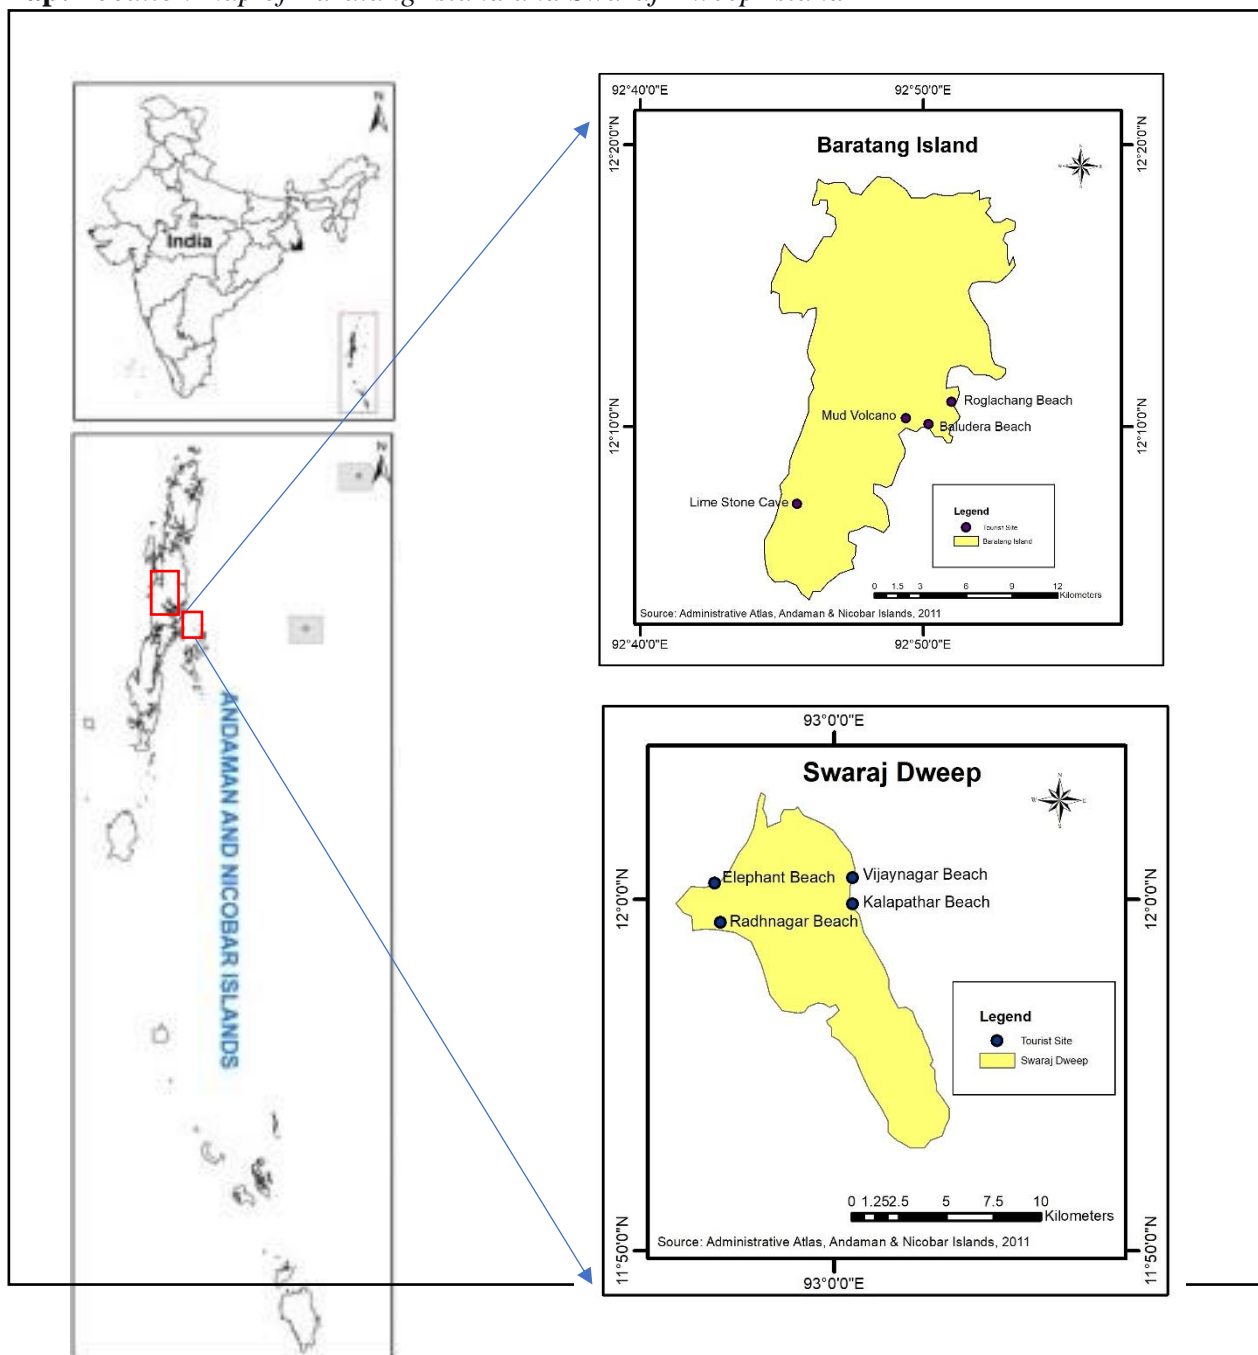 N
India
N
ANDAMAN AND NICOBAR ISLANDS
92°40'0"E 92°50'0"E
12°20'0"N 12°20'0"N
Baratang Island
Roglachang Beach
Mud Volcano
Baludera Beach
12°10'0"N 12°10'0"N
Lime Stone Cave
Legend
Tourist Site
Baratang Island
0 1.5 3 6 9 12
Kilometers
Source: Administrative Atlas, Andaman & Nicobar Islands, 2011
92°40'0"E 92°50'0"E
93°0'0"E
Swaraj Dweep
N
W E
S
Elephant Beach
Vijaynagar Beach
12°0'0"N 12°0'0"N
Kalapathar Beach
Radhnagar Beach
Legend
Tourist Site
Swaraj Dweep
0 1.252.5 5 7.5 10
Kilometers
Source: Administrative Atlas, Andaman & Nicobar Islands, 2011
11°50'0"N 11°50'0"N
93°0'0"E